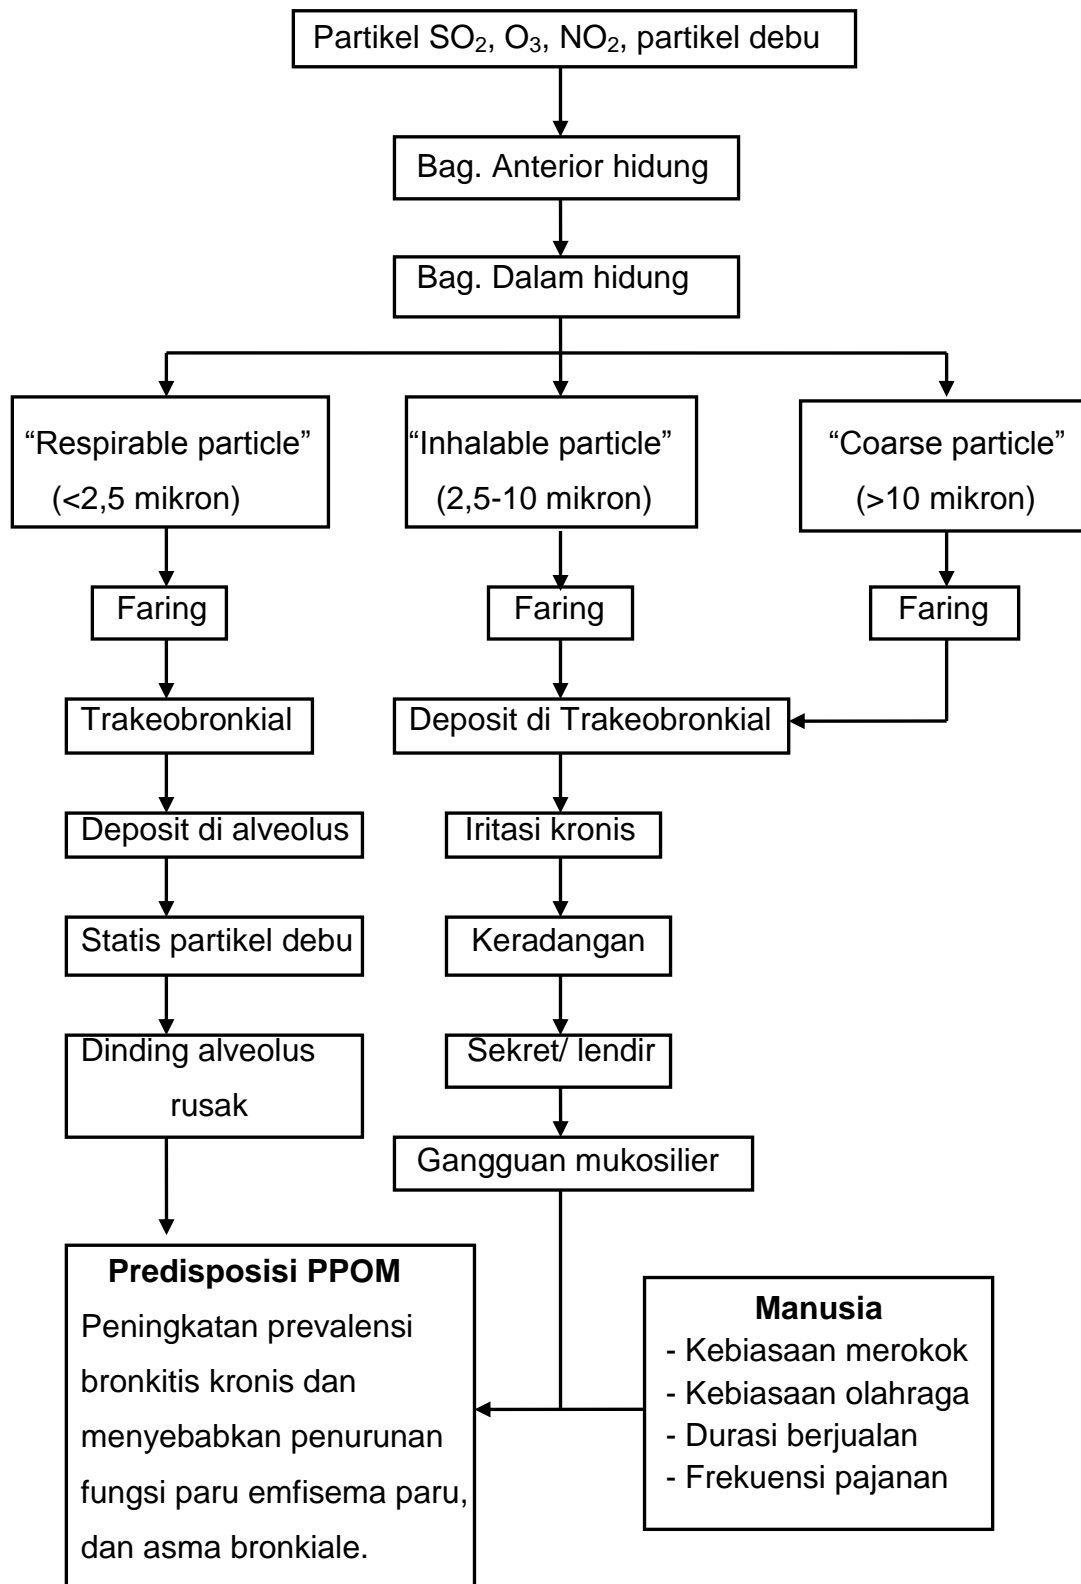 Partikel SO₂, O₃, NO₂, partikel debu
Bag. Anterior hidung
Bag. Dalam hidung
“Respirable particle”
(<2,5 mikron)
“Inhalable particle”
(2,5-10 mikron)
“Coarse particle”
(>10 mikron)
Faring
Faring
Faring
Trakeobronkial
Deposit di Trakeobronkial
Deposit di alveolus
Iritasi kronis
Statis partikel debu
Keradangan
Dinding alveolus
rusak
Sekret/ lendir
Gangguan mukosilier
Predisposisi PPOM
Peningkatan prevalensi
bronkitis kronis dan
menyebabkan penurunan
fungsi paru emfisema paru,
dan asma bronkiale.
Manusia
- Kebiasaan merokok
- Kebiasaan olahraga
- Durasi berjualan
- Frekuensi pajanan